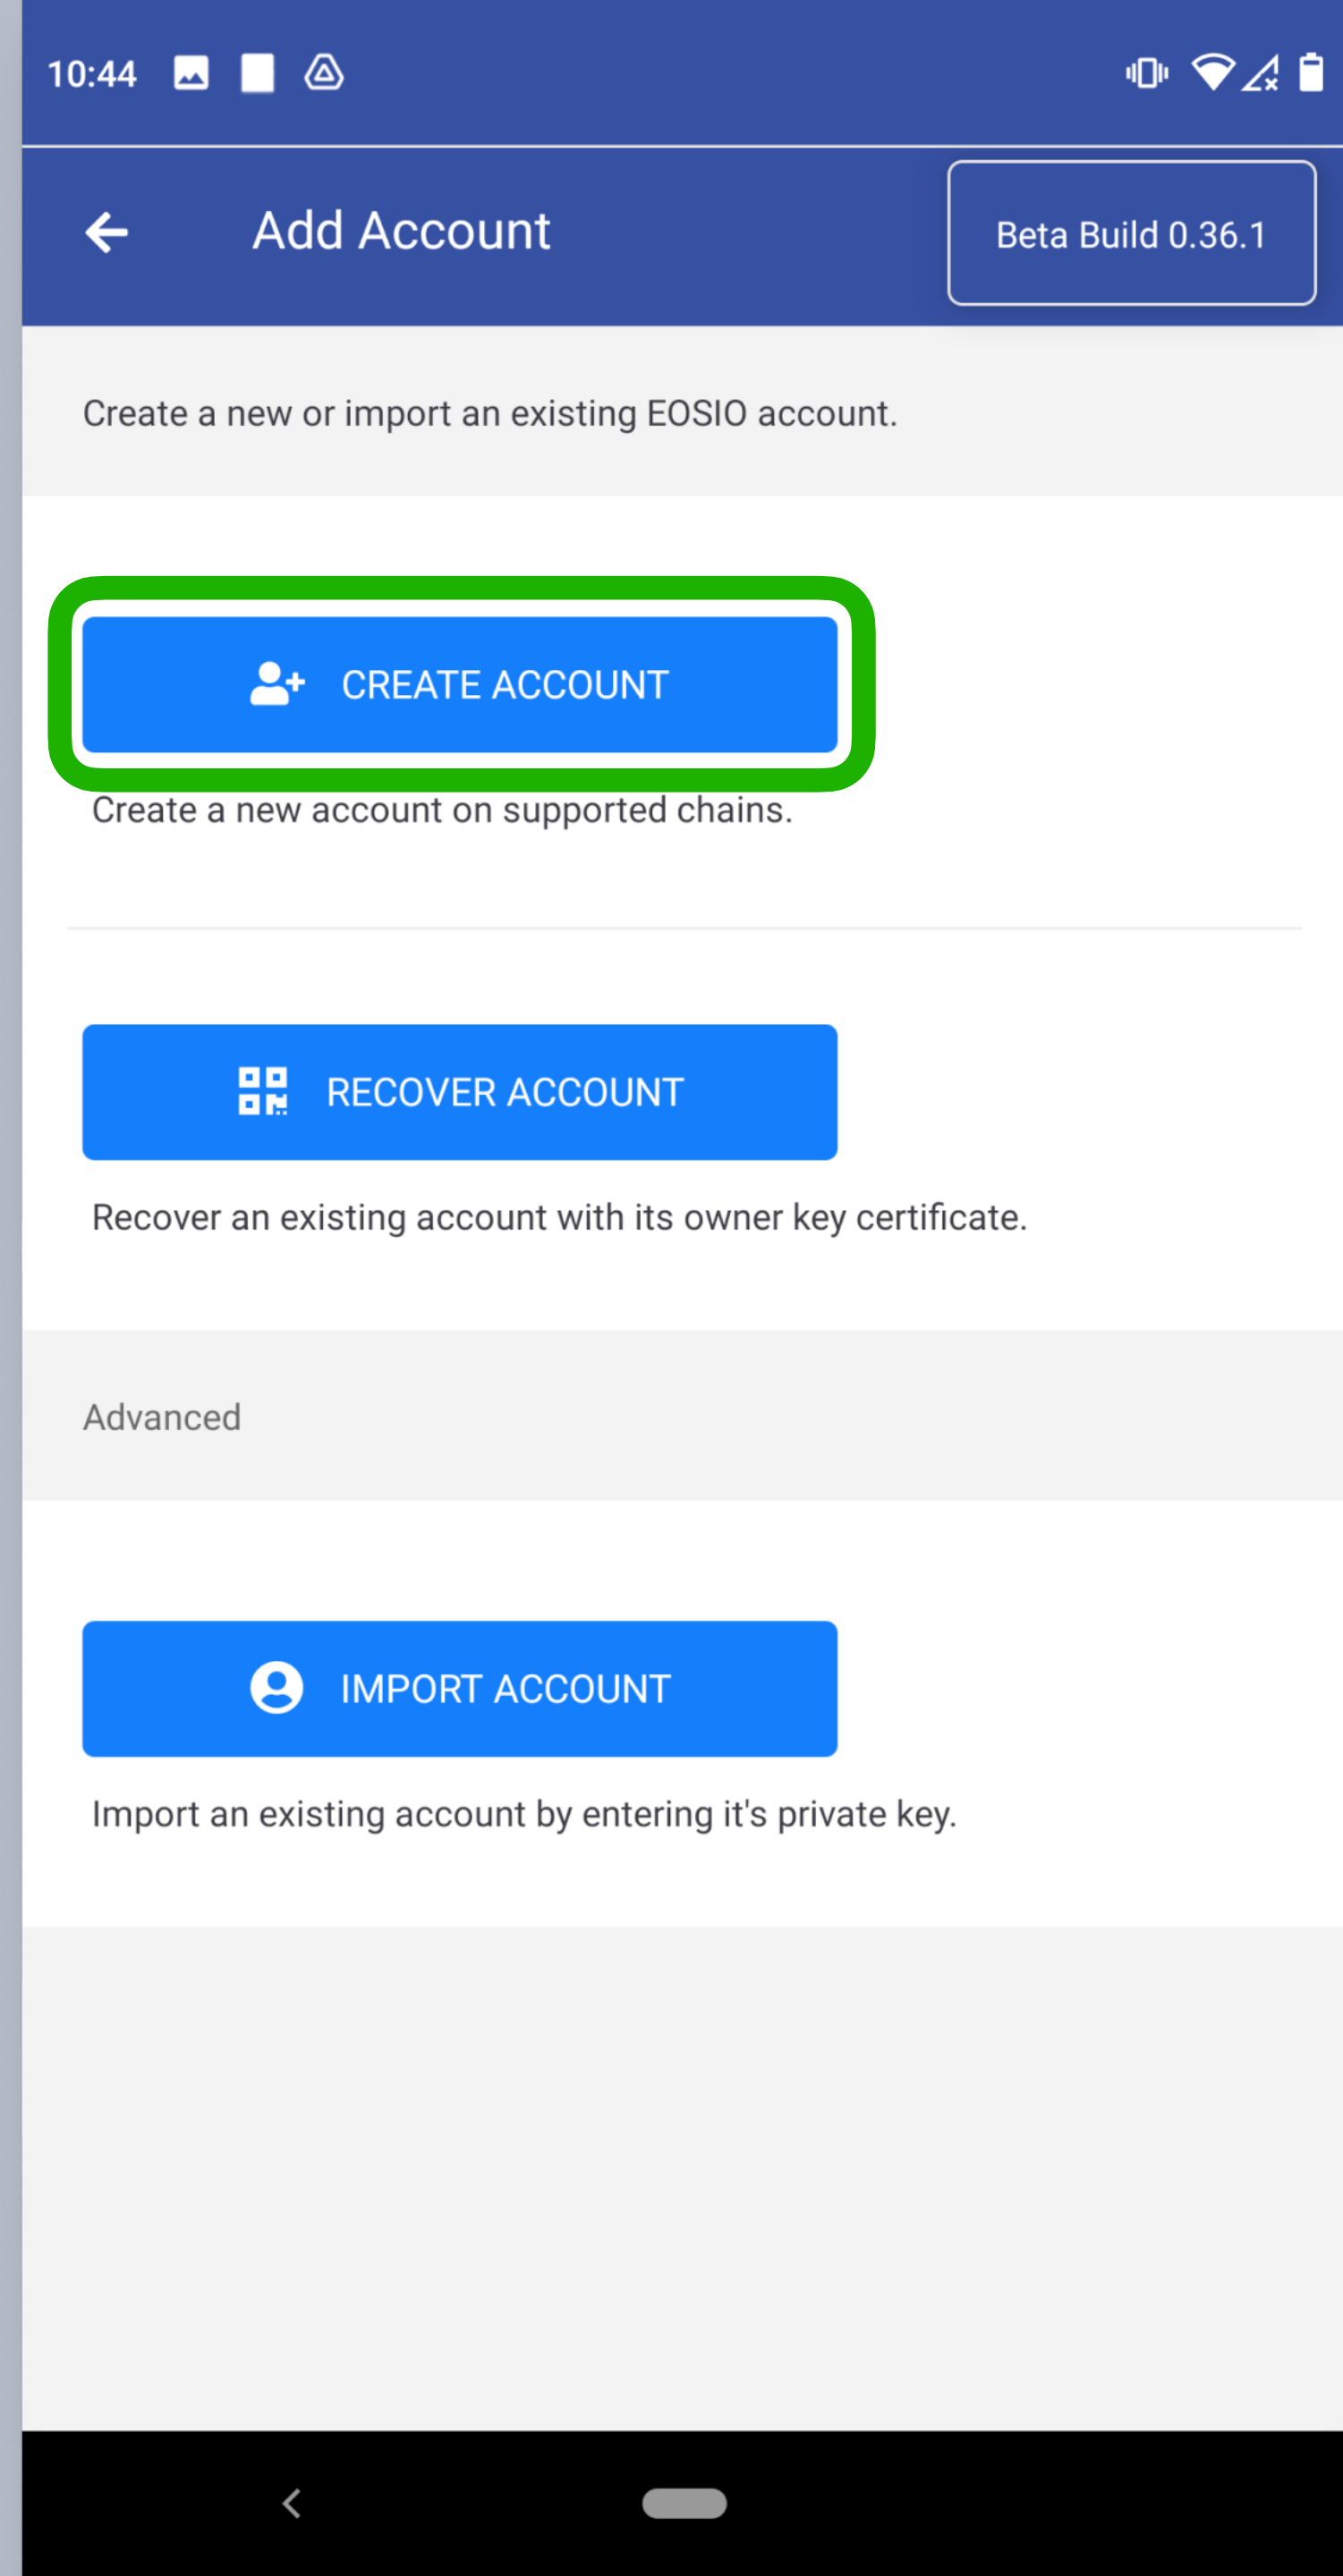 10:44
Add Account
Beta Build 0.36.1
Create a new or import an existing EOSIO account.
CREATE ACCOUNT
Create a new account on supported chains.
RECOVER ACCOUNT
Recover an existing account with its owner key certificate.
Advanced
IMPORT ACCOUNT
Import an existing account by entering it's private key.